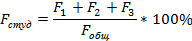 F_студ = (F_1 + F_2 + F_3) / F_общ * 100%